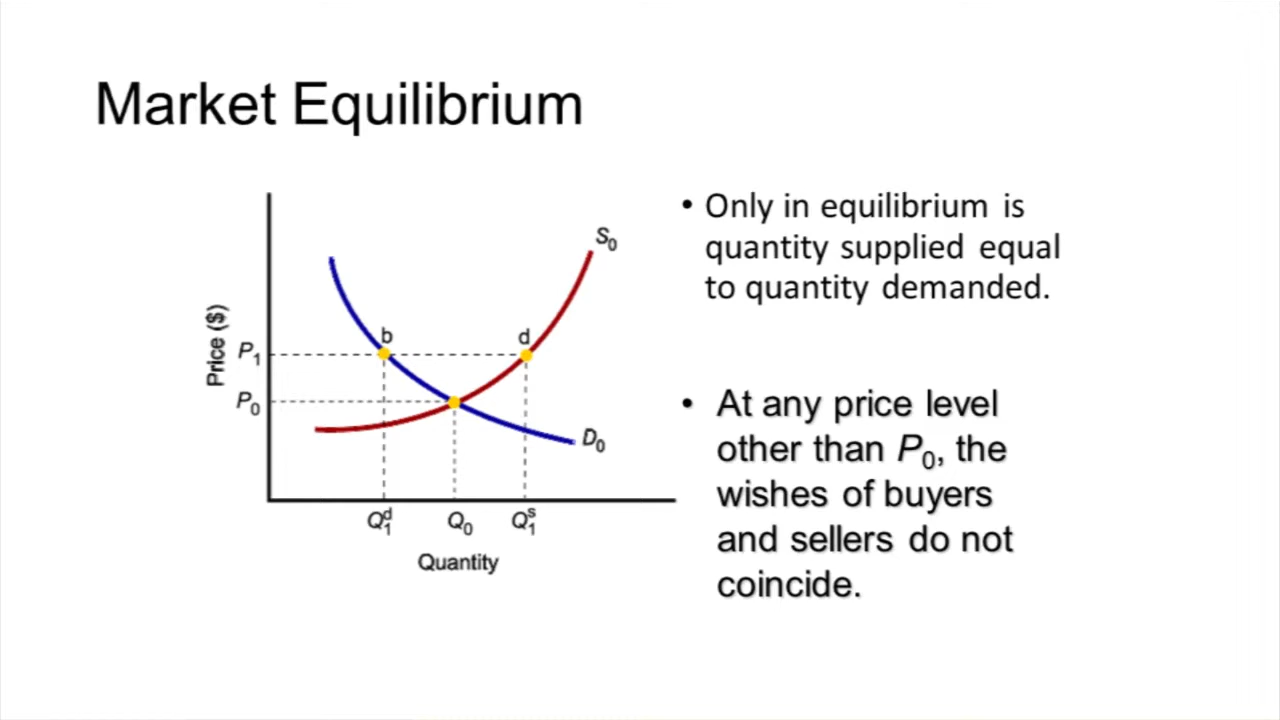 Market Equilibrium
Price ($)
S₀
b
d
P₁
P₀
D₀
Q₁ᵈ
Q₀
Q₁ˢ
Quantity
• Only in equilibrium is
quantity supplied equal
to quantity demanded.
• At any price level
other than P₀, the
wishes of buyers
and sellers do not
coincide.